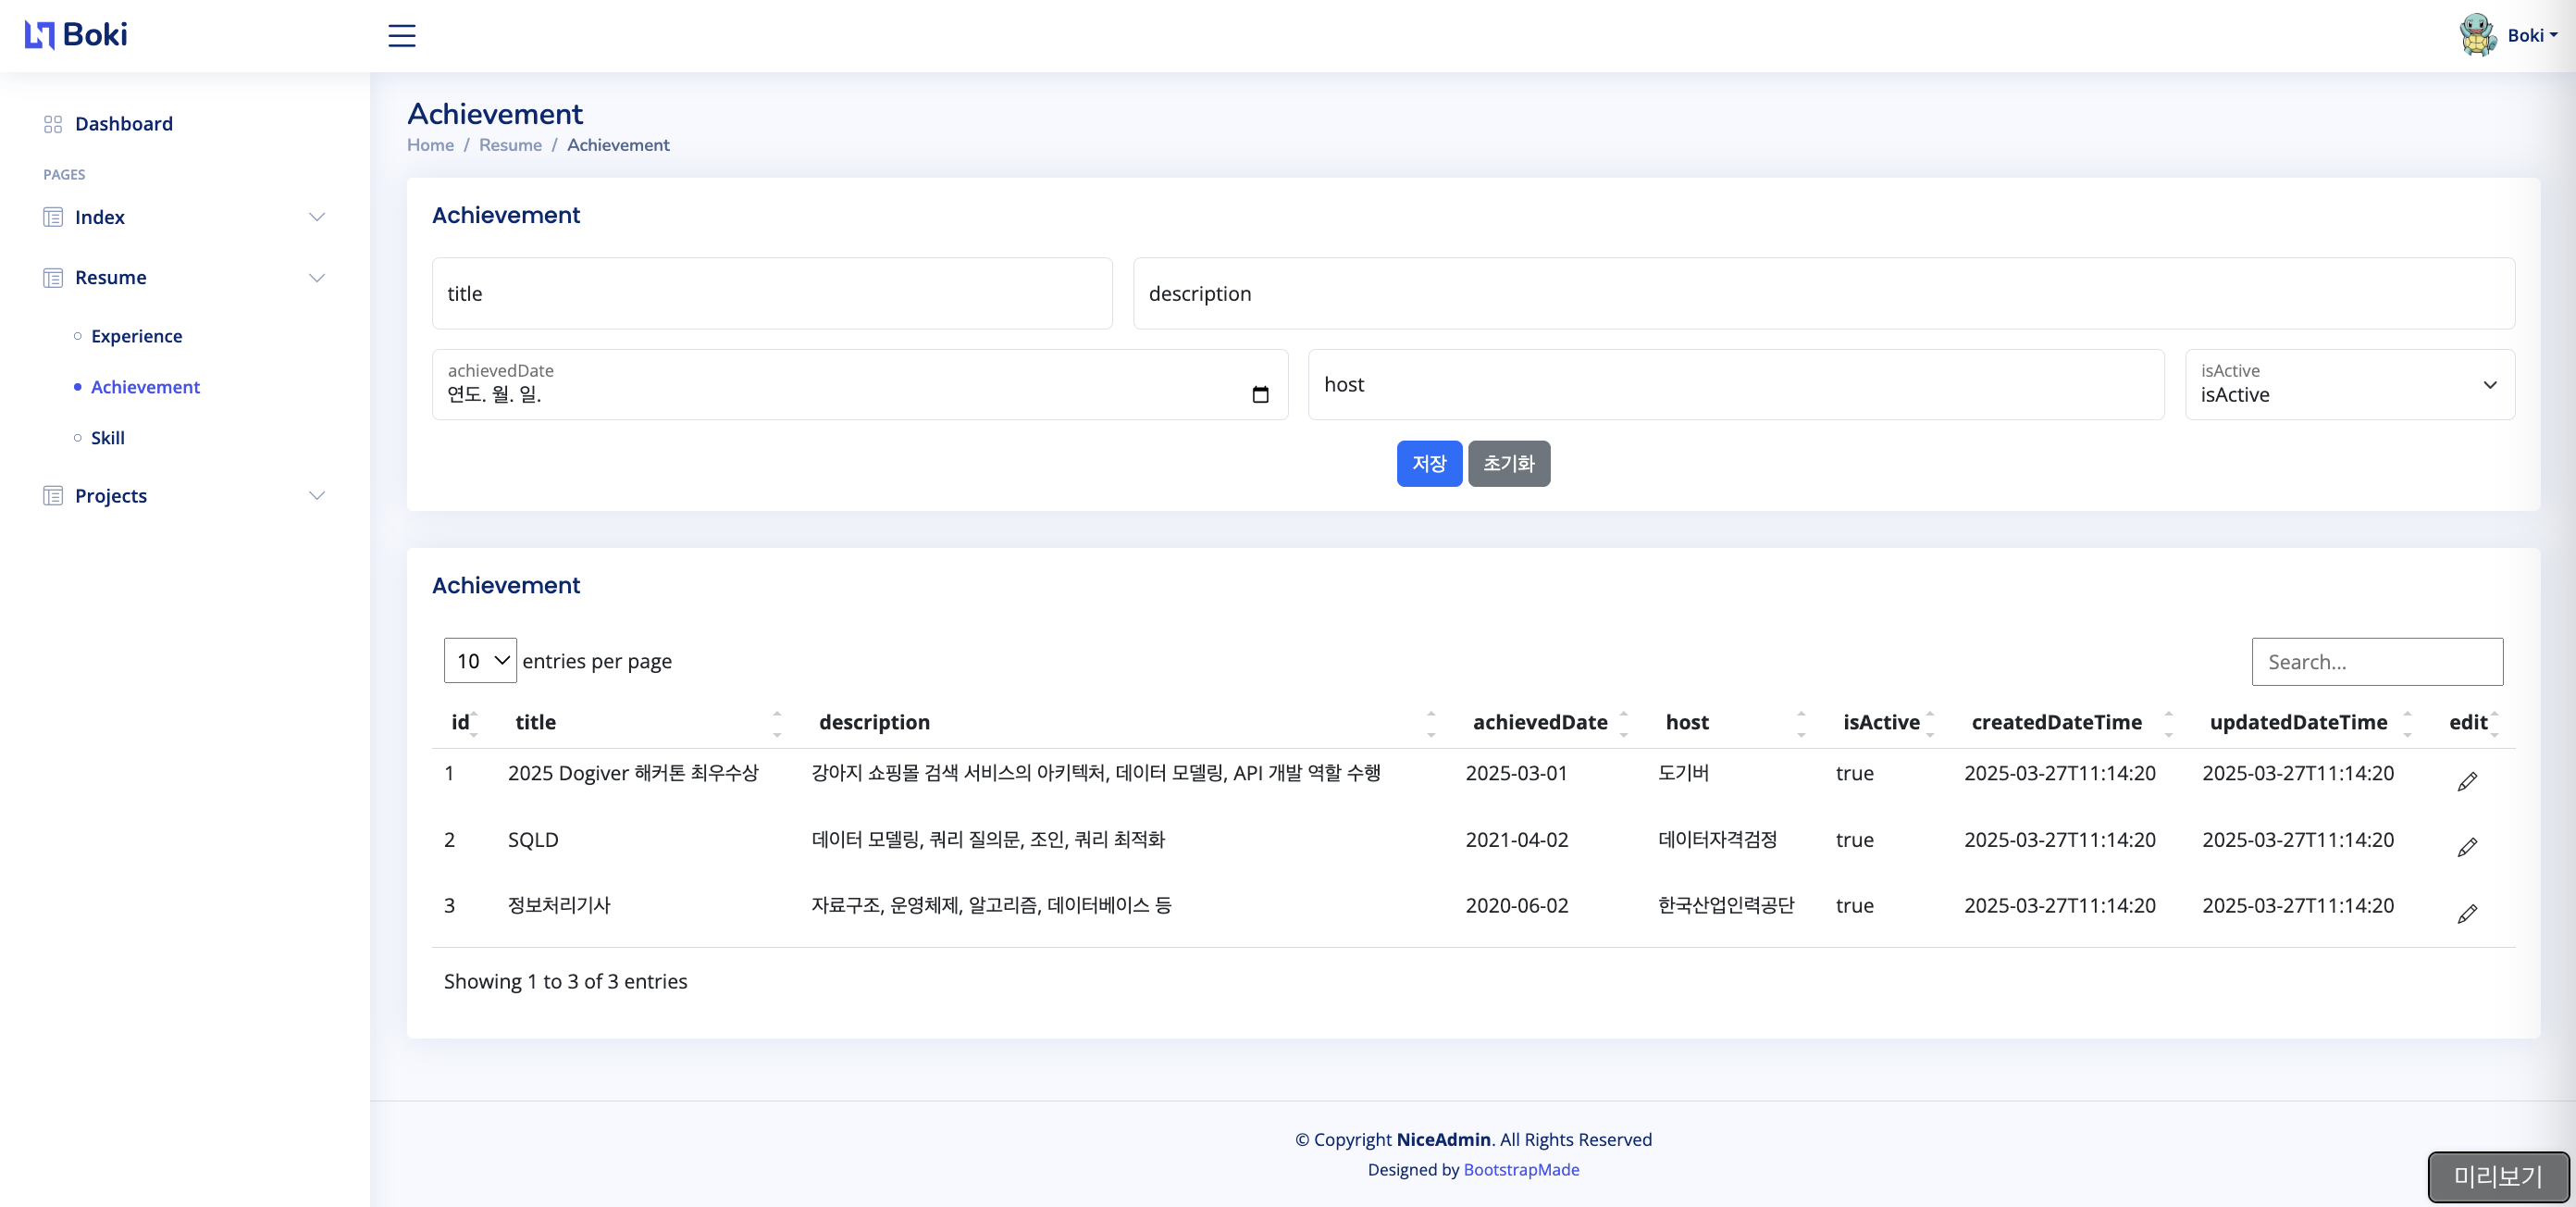 Boki
Boki
Dashboard
PAGES
Index
Resume
Experience
Achievement
Skill
Projects
Achievement
Home / Resume / Achievement
Achievement
title
description
achievedDate
연도. 월. 일.
host
isActive
isActive
저장 초기화
Achievement
10 entries per page
Search...
id title description achievedDate host isActive createdDateTime updatedDateTime edit
1 2025 Dogiver 해커톤 최우수상 강아지 쇼핑몰 검색 서비스의 아키텍처, 데이터 모델링, API 개발 역할 수행 2025-03-01 도기버 true 2025-03-27T11:14:20 2025-03-27T11:14:20
2 SQLD 데이터 모델링, 쿼리 질의문, 조인, 쿼리 최적화 2021-04-02 데이터자격검정 true 2025-03-27T11:14:20 2025-03-27T11:14:20
3 정보처리기사 자료구조, 운영체제, 알고리즘, 데이터베이스 등 2020-06-02 한국산업인력공단 true 2025-03-27T11:14:20 2025-03-27T11:14:20
Showing 1 to 3 of 3 entries
© Copyright NiceAdmin. All Rights Reserved
Designed by BootstrapMade
미리보기